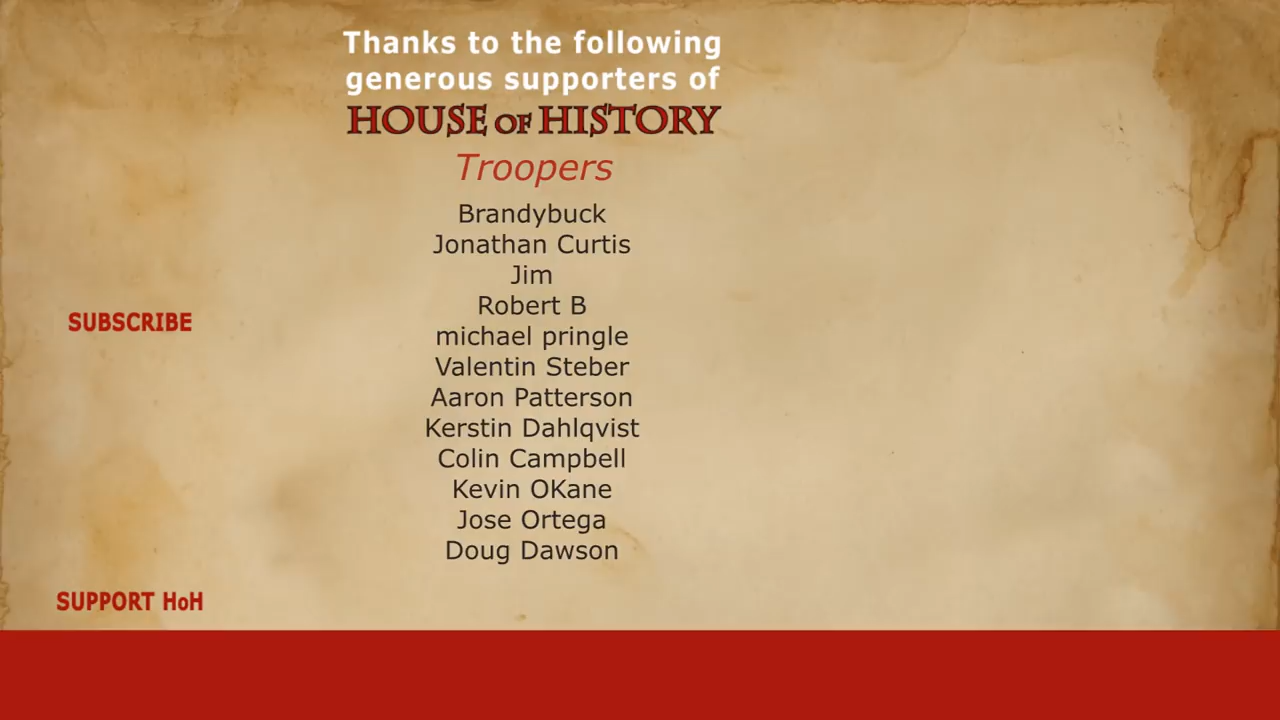 Thanks to the following
generous supporters of
HOUSE OF HISTORY
Troopers
Brandybuck
Jonathan Curtis
Jim
Robert B
michael pringle
Valentin Steber
Aaron Patterson
Kerstin Dahlqvist
Colin Campbell
Kevin OKane
Jose Ortega
Doug Dawson
SUBSCRIBE
SUPPORT HoH